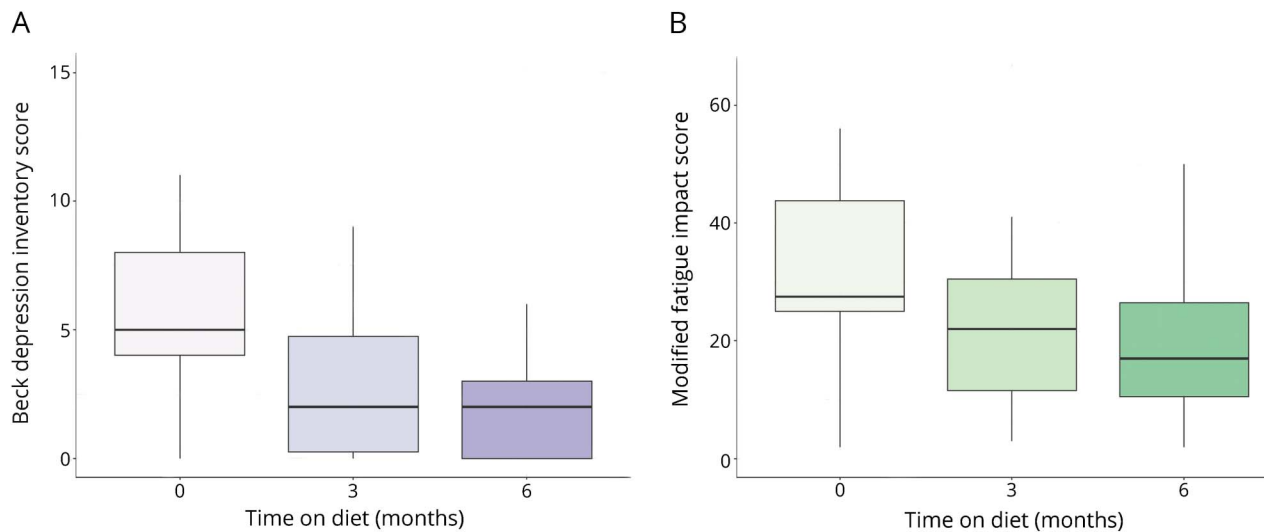 A
Beck depression inventory score
15
10
5
0
0 3 6
Time on diet (months)
B
Modified fatigue impact score
60
40
20
0
0 3 6
Time on diet (months)